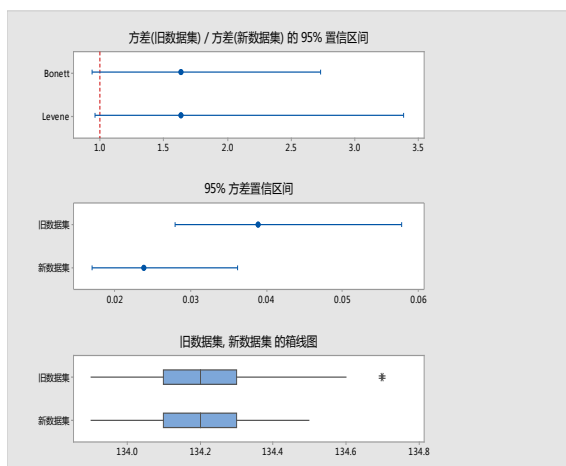 方差(旧数据集) / 方差(新数据集) 的 95% 置信区间
Bonett
Levene
1.0 1.5 2.0 2.5 3.0 3.5
95% 方差置信区间
旧数据集
新数据集
0.02 0.03 0.04 0.05 0.06
旧数据集, 新数据集 的箱线图
旧数据集
新数据集
134.0 134.2 134.4 134.6 134.8